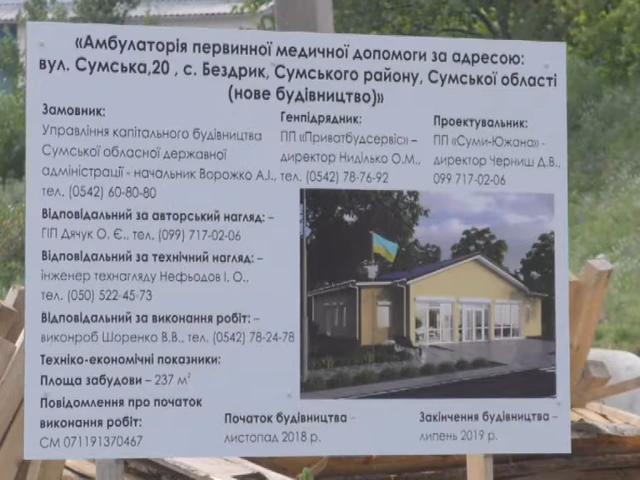 «Амбулаторія первинної медичної допомоги за адресою:
вул. Сумська,20 , с. Бездрик, Сумського району, Сумської області
(нове будівництво)»
Замовник:
Управління капітального будівництва
Сумської обласної державної
адміністрації - начальник Ворожко А.І.,
тел. (0542) 60-80-80
Генпідрядник:
ПП «Приватбудсервіс» –
директор Ниділько О.М.,
тел. (0542) 78-76-92
Проектувальник:
ПП «Суми-Южана» -
директор Черниш Д.В.,
099 717-02-06
Відповідальний за авторський нагляд: –
ГІП Дячук О. Є., тел. (099) 717-02-06
Відповідальний за технічний нагляд: –
інженер технагляду Нефьодов І. О.,
тел. (050) 522-45-73
Відповідальний за виконання робіт: –
виконроб Шоренко В.В., тел. (0542) 78-24-78
Техніко-економічні показники:
Площа забудови – 237 м²
Повідомлення про початок
виконання робіт:
СМ 071191370467
Початок будівництва –
листопад 2018 р.
Закінчення будівництва –
липень 2019 р.